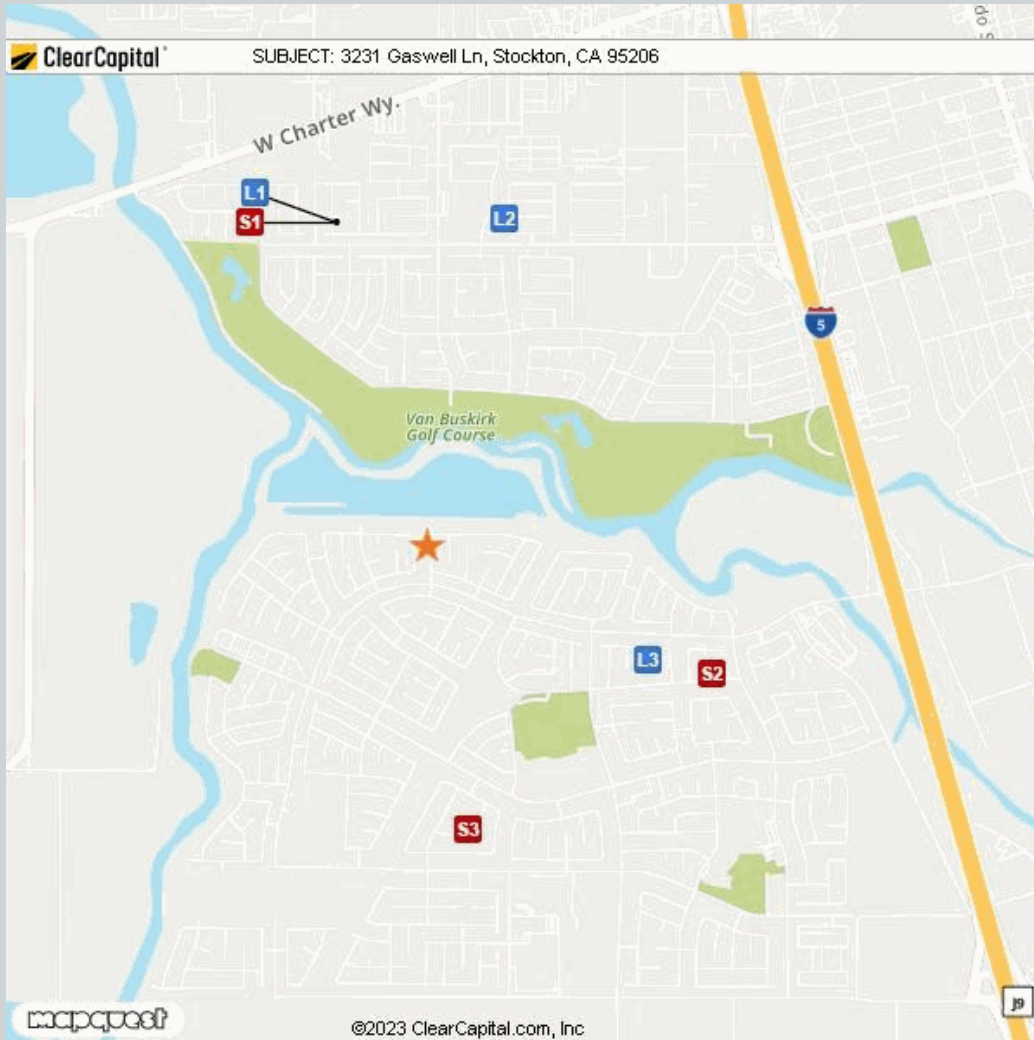 ClearCapital SUBJECT: 3231 Gaswell Ln, Stockton, CA 95206
W Charter Wy.
L1
S1
L2
5
Van Buskirk
Golf Course
L3
S2
S3
J9
mapquest
©2023 ClearCapital.com, Inc